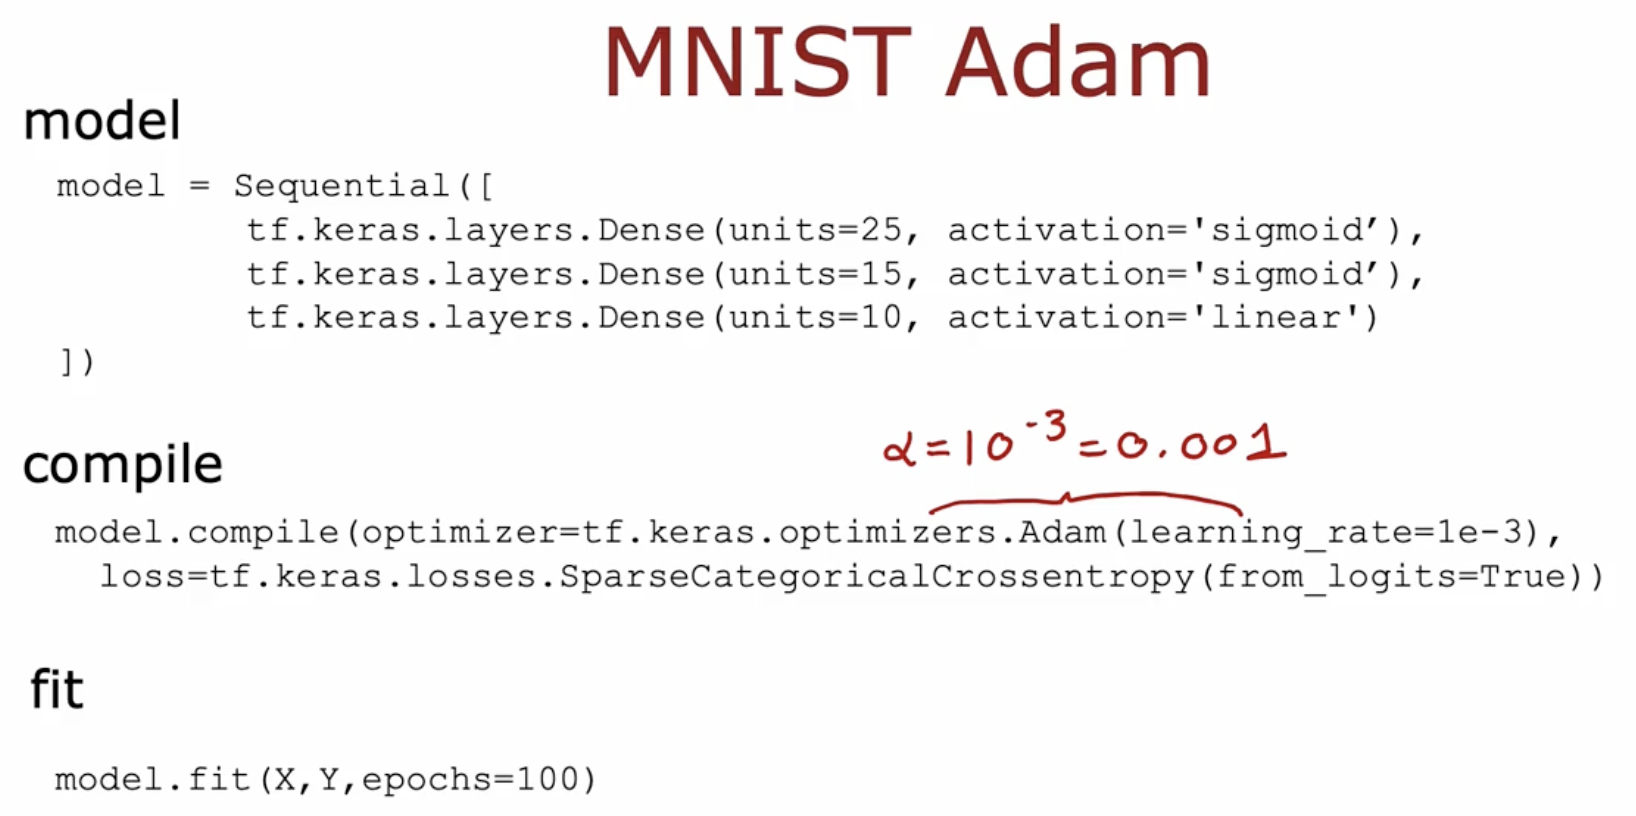 MNIST Adam
model
model = Sequential([
tf.keras.layers.Dense(units=25, activation='sigmoid’),
tf.keras.layers.Dense(units=15, activation='sigmoid’),
tf.keras.layers.Dense(units=10, activation='linear')
])
α=10⁻³=0.001
compile
model.compile(optimizer=tf.keras.optimizers.Adam(learning_rate=1e-3),
loss=tf.keras.losses.SparseCategoricalCrossentropy(from_logits=True))
fit
model.fit(X,Y,epochs=100)